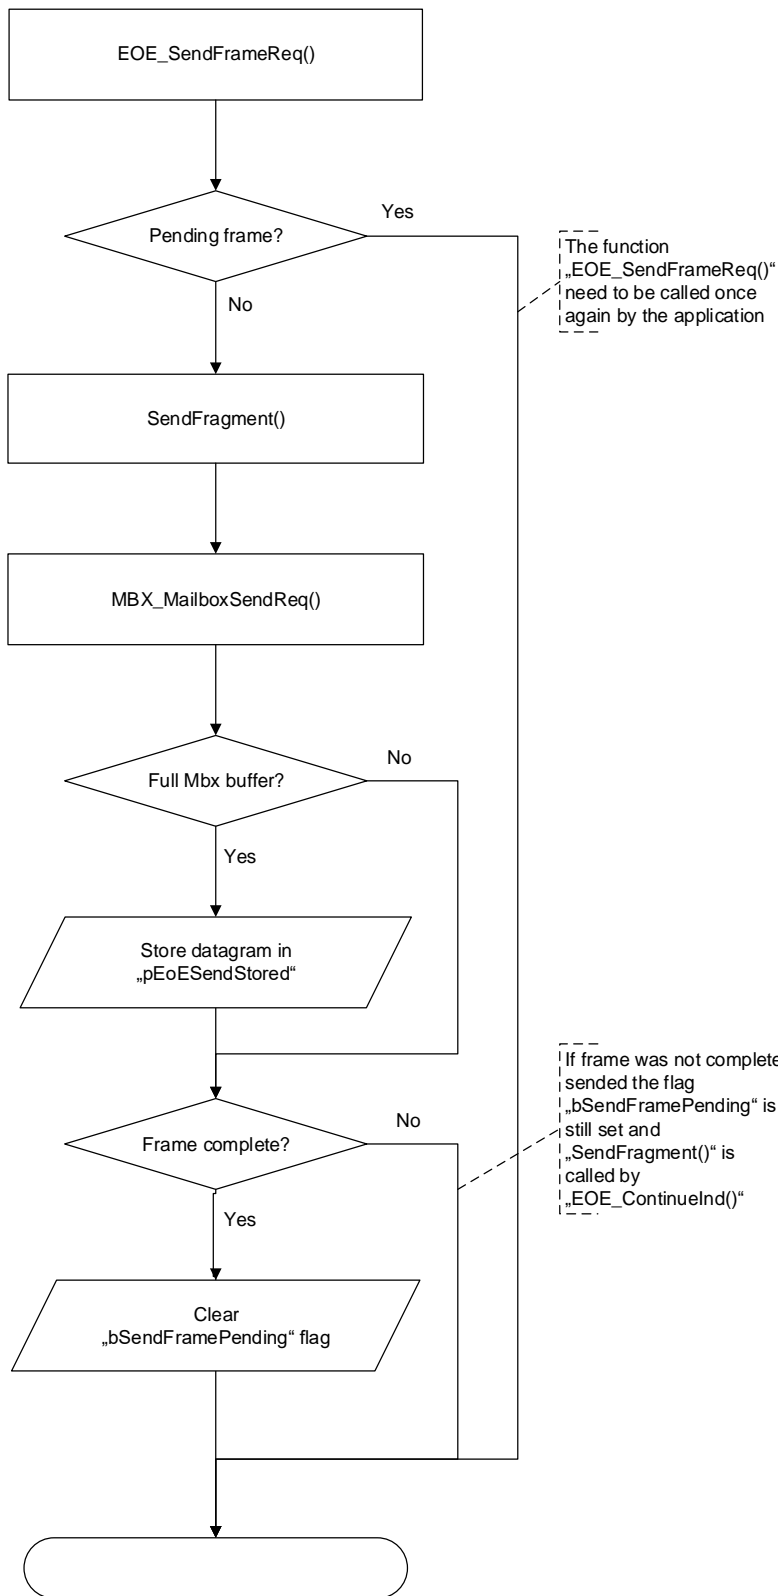 EOE_SendFrameReq()
Pending frame?
Yes
The function
„EOE_SendFrameReq()“
need to be called once
again by the application
No
SendFragment()
MBX_MailboxSendReq()
Full Mbx buffer?
No
Yes
Store datagram in
„pEoESendStored“
If frame was not complete
sended the flag
„bSendFramePending“ is
still set and
„SendFragment()“ is
called by
„EOE_ContinueInd()“
Frame complete?
No
Yes
Clear
„bSendFramePending“ flag